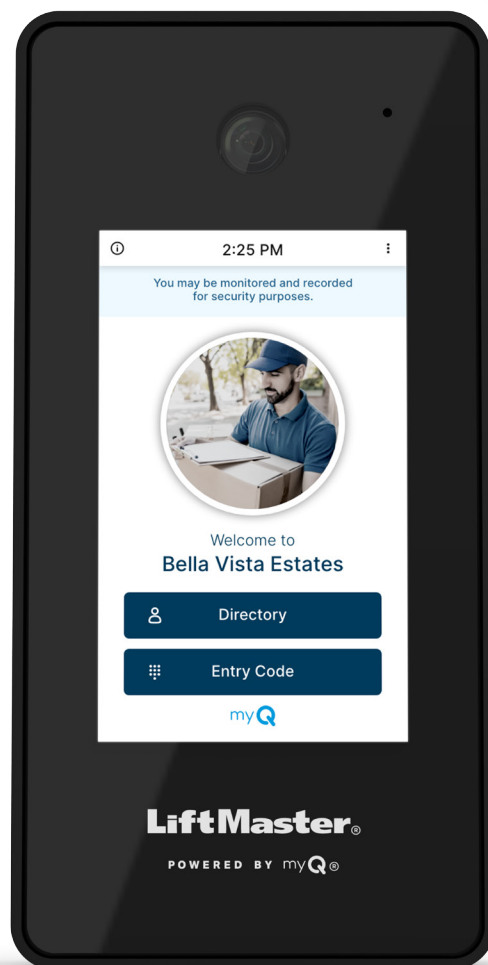 2:25 PM
You may be monitored and recorded
for security purposes.
Welcome to
Bella Vista Estates
Directory
Entry Code
myQ
LiftMaster®
POWERED BY myQ®